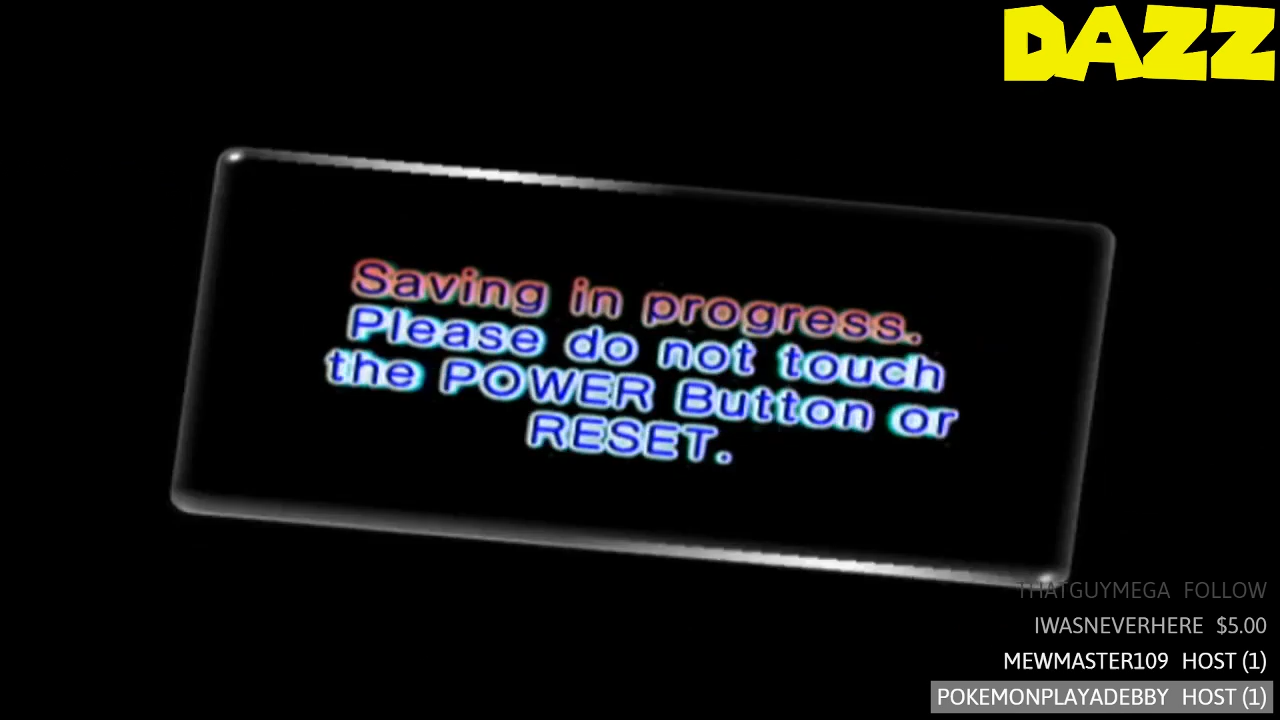 DAZZ
Saving in progress.
Please do not touch
the POWER Button or
RESET.
THATGUYMEGA FOLLOW
IWASNEVERHERE $5.00
MEWMASTER109 HOST (1)
POKEMONPLAYADEBBY HOST (1)